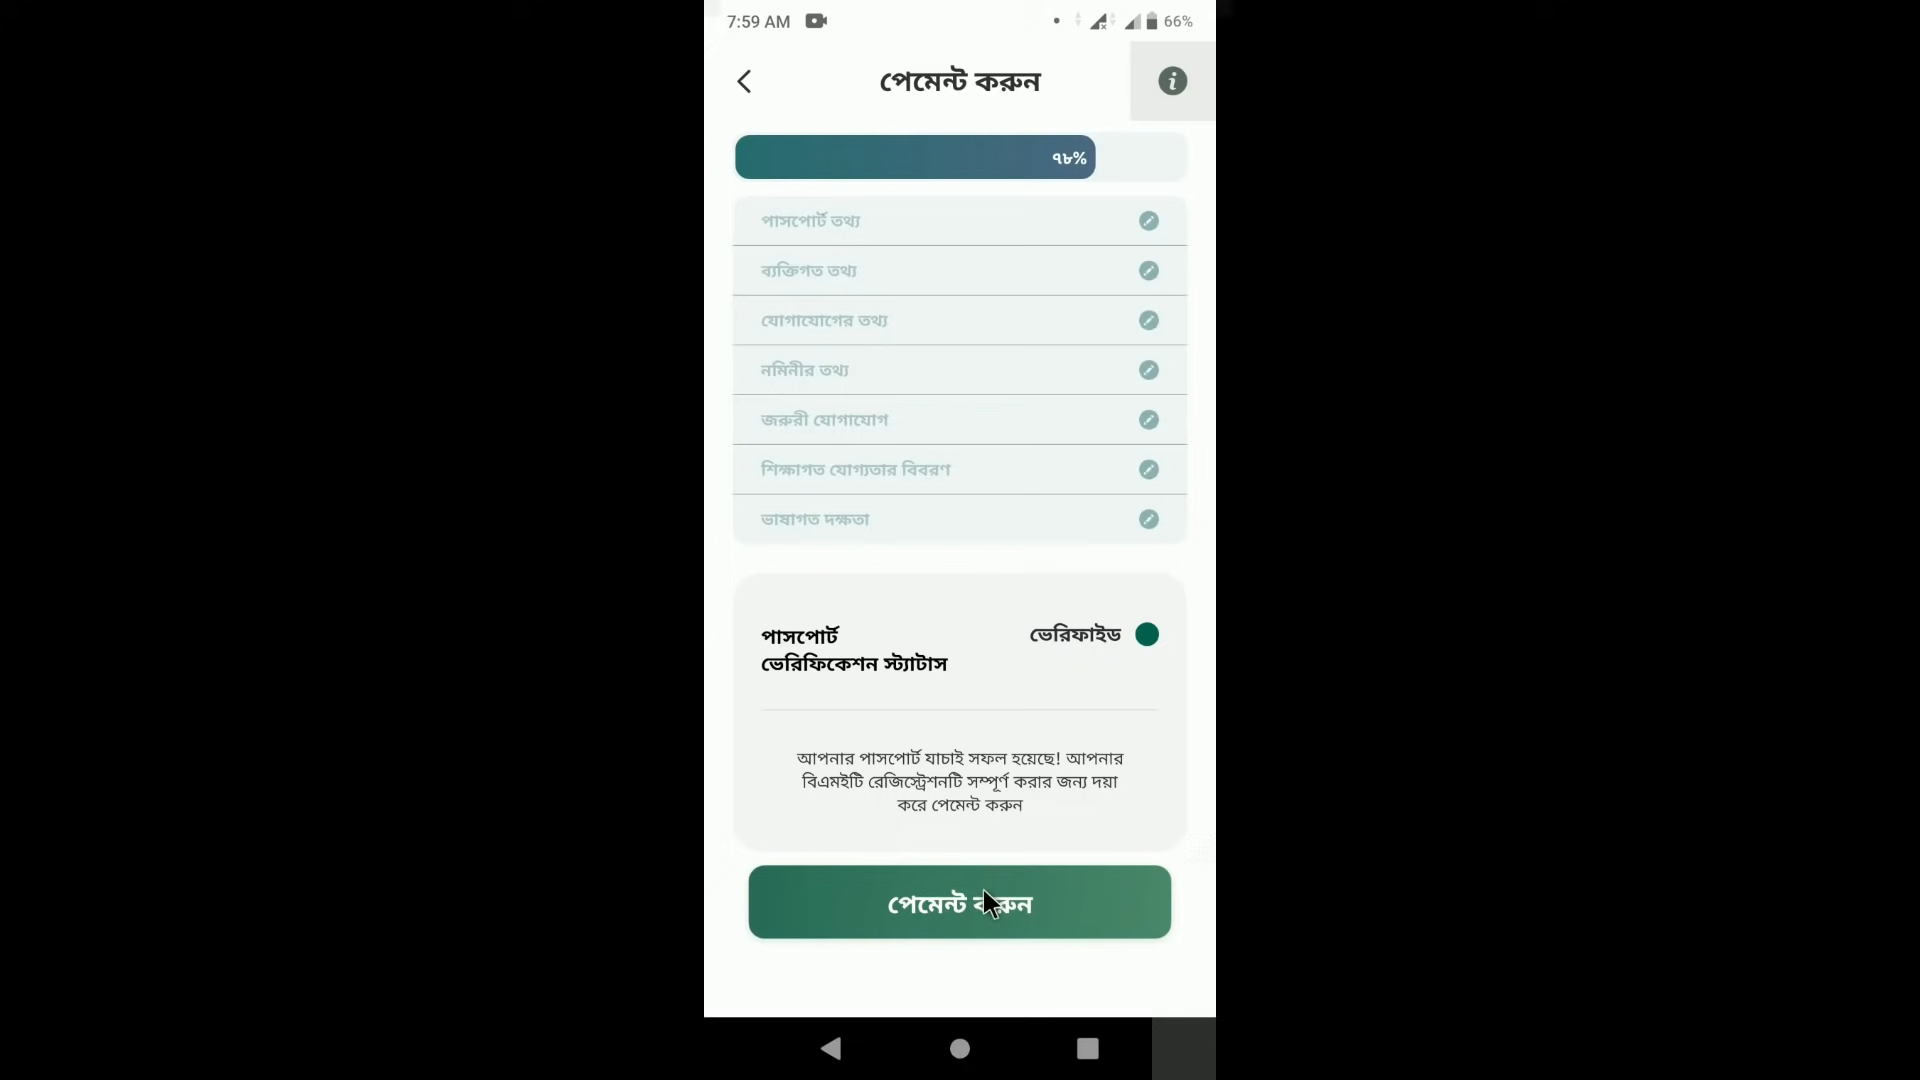 7:59 AM
66%
পেমেন্ট করুন
৭৮%
পাসপোর্ট তথ্য
ব্যক্তিগত তথ্য
যোগাযোগের তথ্য
নমিনীর তথ্য
জরুরী যোগাযোগ
শিক্ষাগত যোগ্যতার বিবরণ
ভাষাগত দক্ষতা
পাসপোর্ট
ভেরিফিকেশন স্ট্যাটাস
ভেরিফাইড
আপনার পাসপোর্ট যাচাই সফল হয়েছে! আপনার
বিএমইটি রেজিস্ট্রেশনটি সম্পূর্ণ করার জন্য দয়া
করে পেমেন্ট করুন
পেমেন্ট করুন